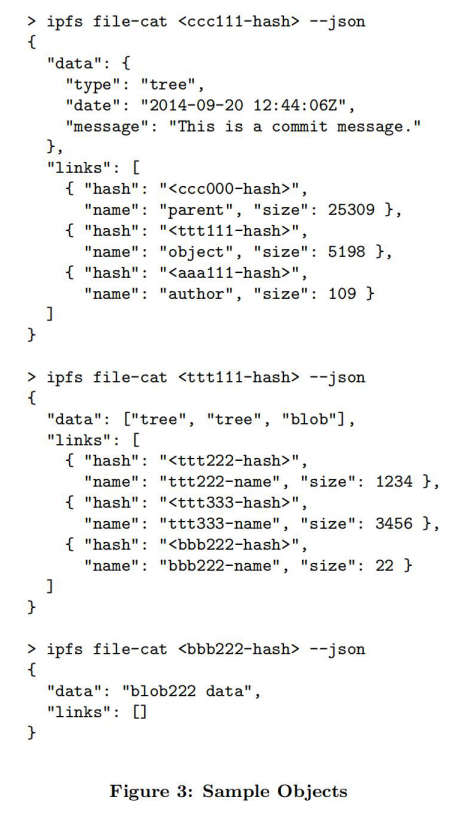 > ipfs file-cat <ccc111-hash> --json
{
  "data": {
    "type": "tree",
    "date": "2014-09-20 12:44:06Z",
    "message": "This is a commit message."
  },
  "links": [
    { "hash": "<ccc000-hash>",
      "name": "parent", "size": 25309 },
    { "hash": "<ttt111-hash>",
      "name": "object", "size": 5198 },
    { "hash": "<aaa111-hash>",
      "name": "author", "size": 109 }
  ]
}
> ipfs file-cat <ttt111-hash> --json
{
  "data": ["tree", "tree", "blob"],
  "links": [
    { "hash": "<ttt222-hash>",
      "name": "ttt222-name", "size": 1234 },
    { "hash": "<ttt333-hash>",
      "name": "ttt333-name", "size": 3456 },
    { "hash": "<bbb222-hash>",
      "name": "bbb222-name", "size": 22 }
  ]
}
> ipfs file-cat <bbb222-hash> --json
{
  "data": "blob222 data",
  "links": []
}
Figure 3: Sample Objects